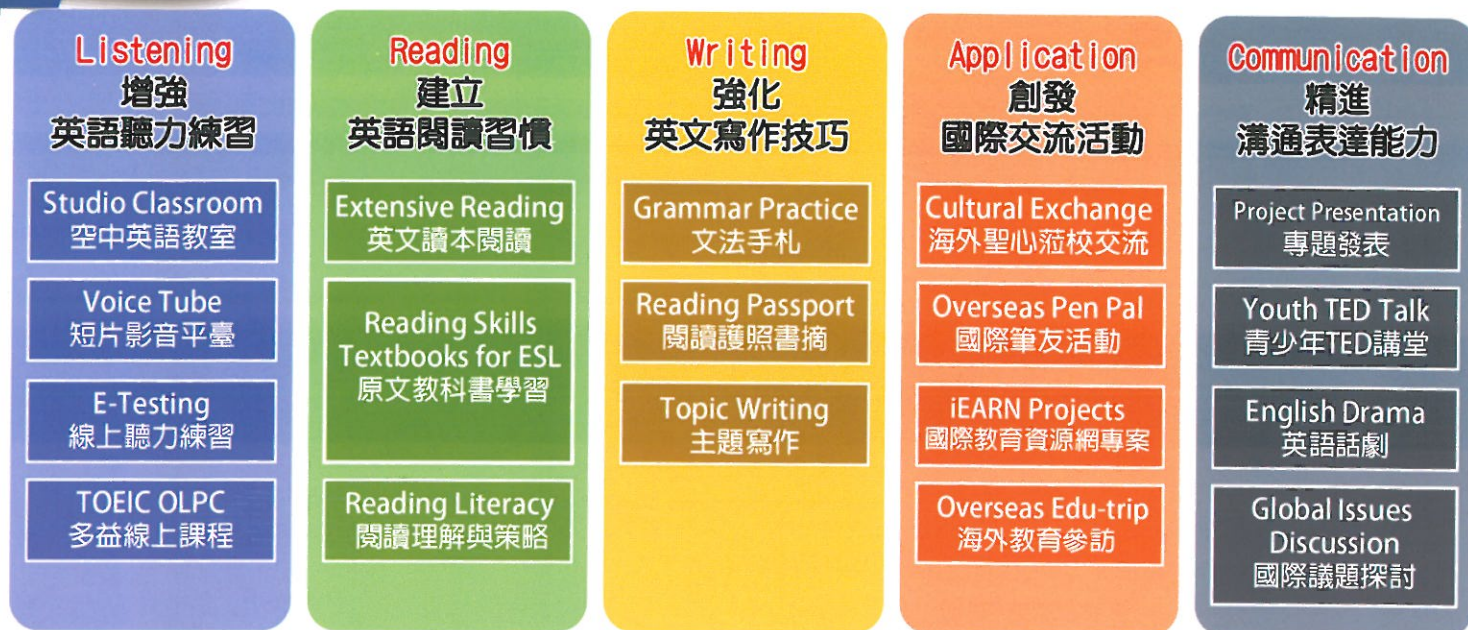 Listening
增強
英語聽力練習
Studio Classroom
空中英語教室
Voice Tube
短片影音平臺
E-Testing
線上聽力練習
TOEIC OLPC
多益線上課程
Reading
建立
英語閱讀習慣
Extensive Reading
英文讀本閱讀
Reading Skills
Textbooks for ESL
原文教科書學習
Reading Literacy
閱讀理解與策略
Writing
強化
英文寫作技巧
Grammar Practice
文法手札
Reading Passport
閱讀護照書摘
Topic Writing
主題寫作
Application
創發
國際交流活動
Cultural Exchange
海外聖心蒞校交流
Overseas Pen Pal
國際筆友活動
iEARN Projects
國際教育資源網專案
Overseas Edu-trip
海外教育參訪
Communication
精進
溝通表達能力
Project Presentation
專題發表
Youth TED Talk
青少年TED講堂
English Drama
英語話劇
Global Issues
Discussion
國際議題探討